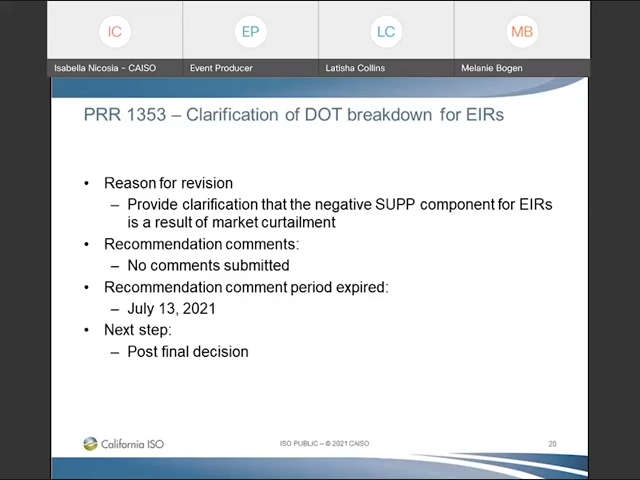 IC
EP
LC
MB
Isabella Nicosia – CAISO
Event Producer
Latisha Collins
Melanie Bogen
PRR 1353 – Clarification of DOT breakdown for EIRs
• Reason for revision
– Provide clarification that the negative SUPP component for EIRs
is a result of market curtailment
• Recommendation comments:
– No comments submitted
• Recommendation comment period expired:
– July 13, 2021
• Next step:
– Post final decision
California ISO
ISO PUBLIC – © 2021 CAISO
20